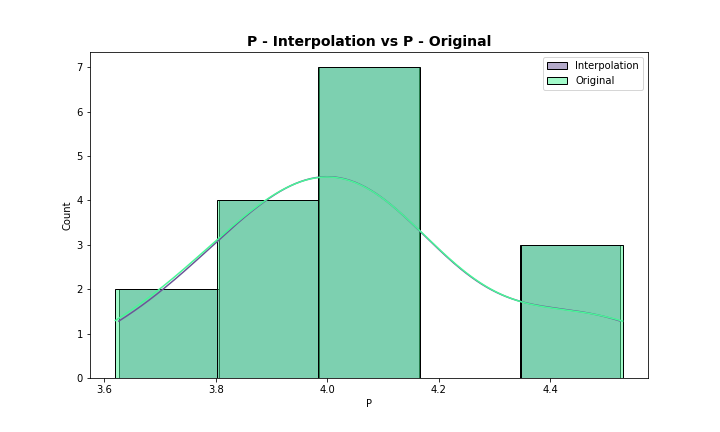 P - Interpolation vs P - Original
Interpolation
Original
7
6
5
4
3
2
1
0
Count
3.6 3.8 4.0 4.2 4.4
P